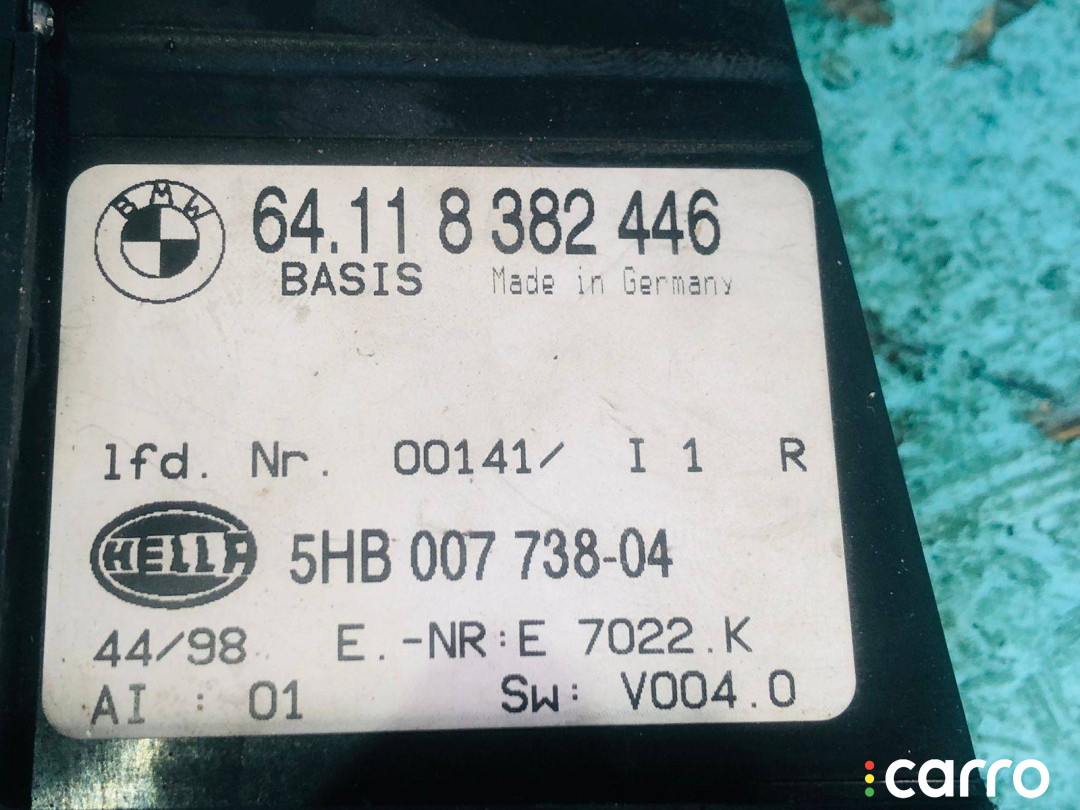 BMW
64.11 8 382 446
BASIS Made in Germany
lfd. Nr. 00141/ I 1 R
HELLA 5HB 007 738-04
44/98 E.-NR:E 7022.K
AI : 01 Sw: V004.0
carro